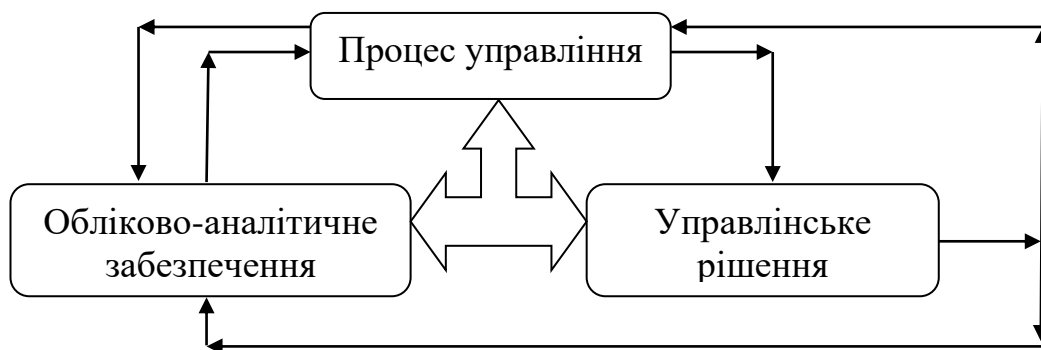 Процес управління
Обліково-аналітичне
забезпечення
Управлінське
рішення